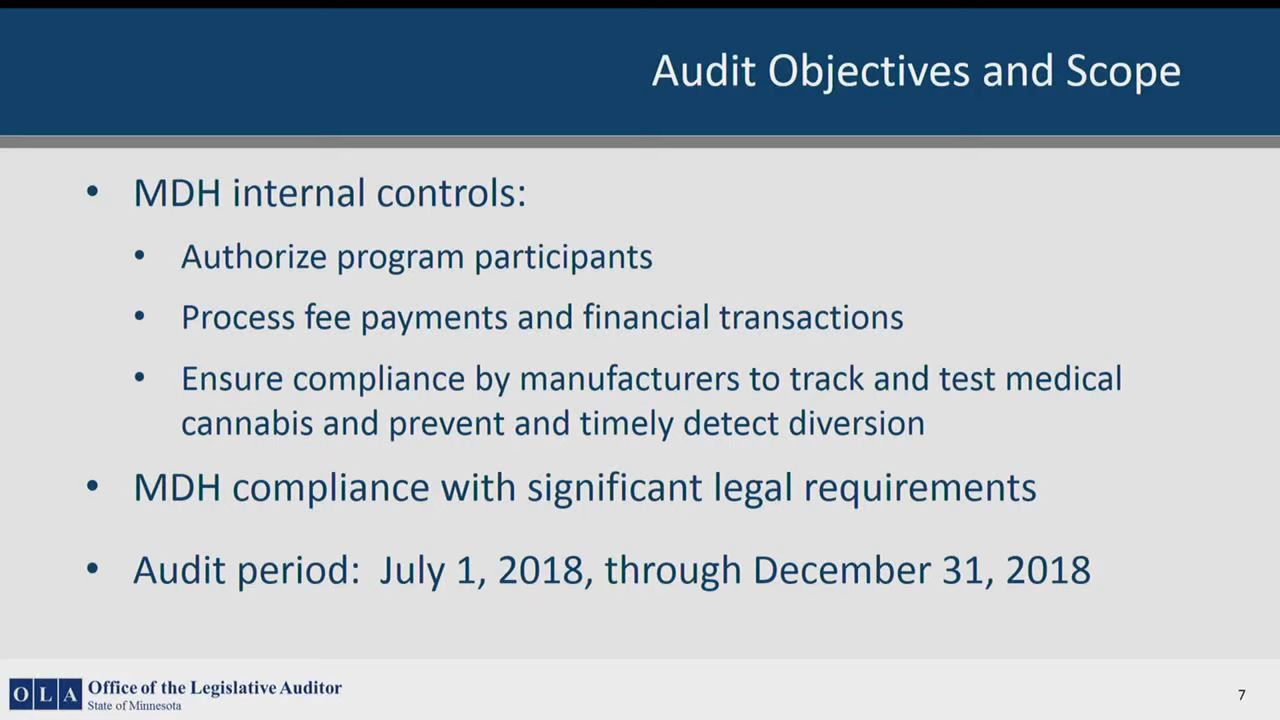 Audit Objectives and Scope
• MDH internal controls:
• Authorize program participants
• Process fee payments and financial transactions
• Ensure compliance by manufacturers to track and test medical
cannabis and prevent and timely detect diversion
• MDH compliance with significant legal requirements
• Audit period: July 1, 2018, through December 31, 2018
OLA Office of the Legislative Auditor
State of Minnesota
7